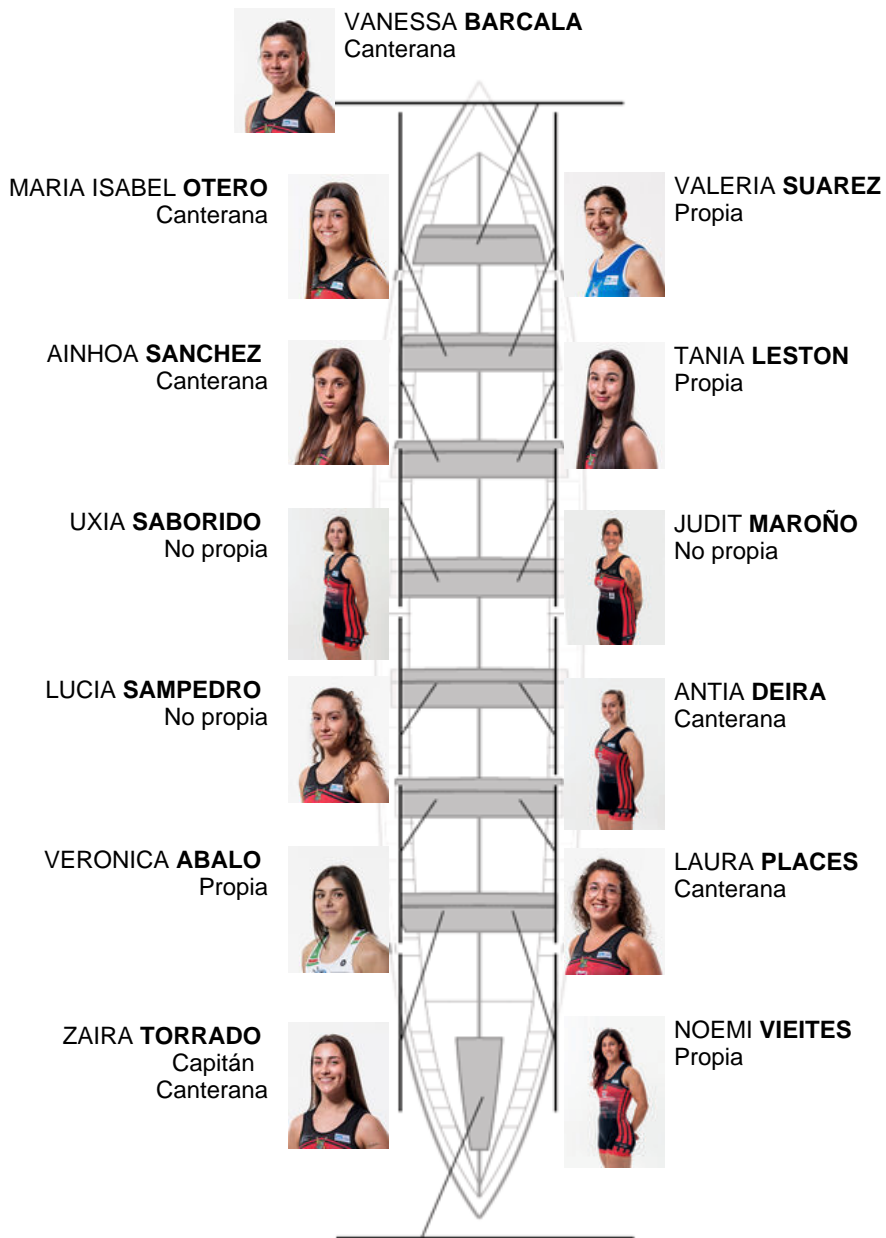 VANESSA BARCALA
Canterana
MARIA ISABEL OTERO
Canterana
VALERIA SUAREZ
Propia
AINHOA SANCHEZ
Canterana
TANIA LESTON
Propia
UXIA SABORIDO
No propia
JUDIT MAROÑO
No propia
LUCIA SAMPEDRO
No propia
ANTIA DEIRA
Canterana
VERONICA ABALO
Propia
LAURA PLACES
Canterana
ZAIRA TORRADO
Capitán
Canterana
NOEMI VIEITES
Propia